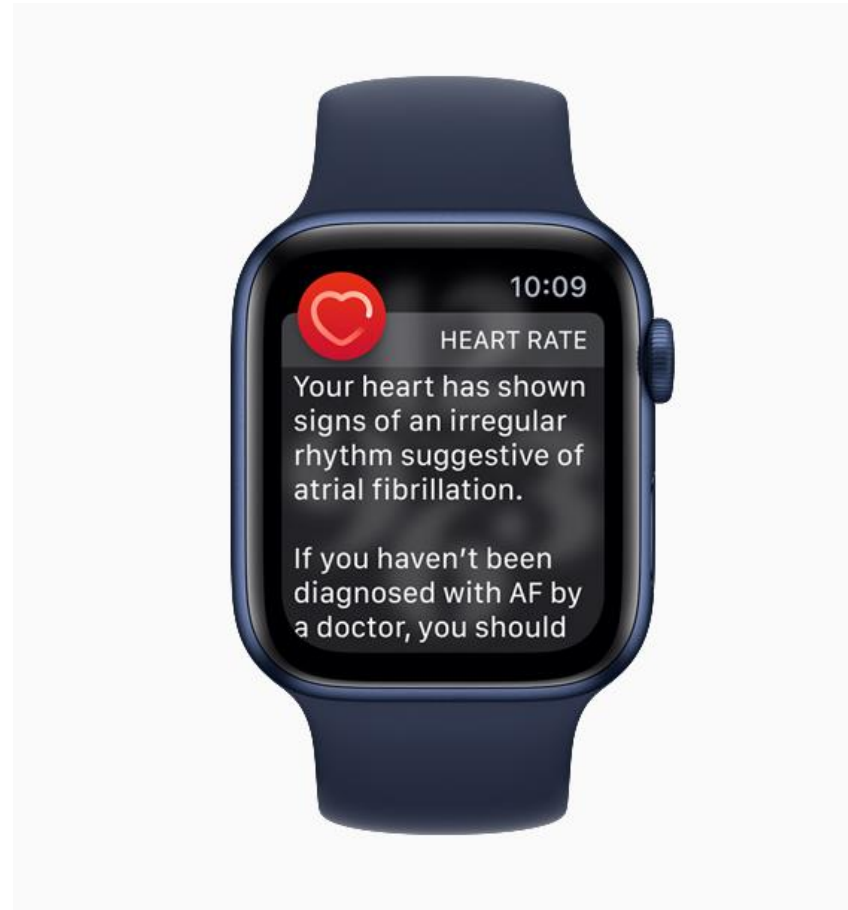 10:09
HEART RATE
Your heart has shown
signs of an irregular
rhythm suggestive of
atrial fibrillation.
If you haven’t been
diagnosed with AF by
a doctor, you should